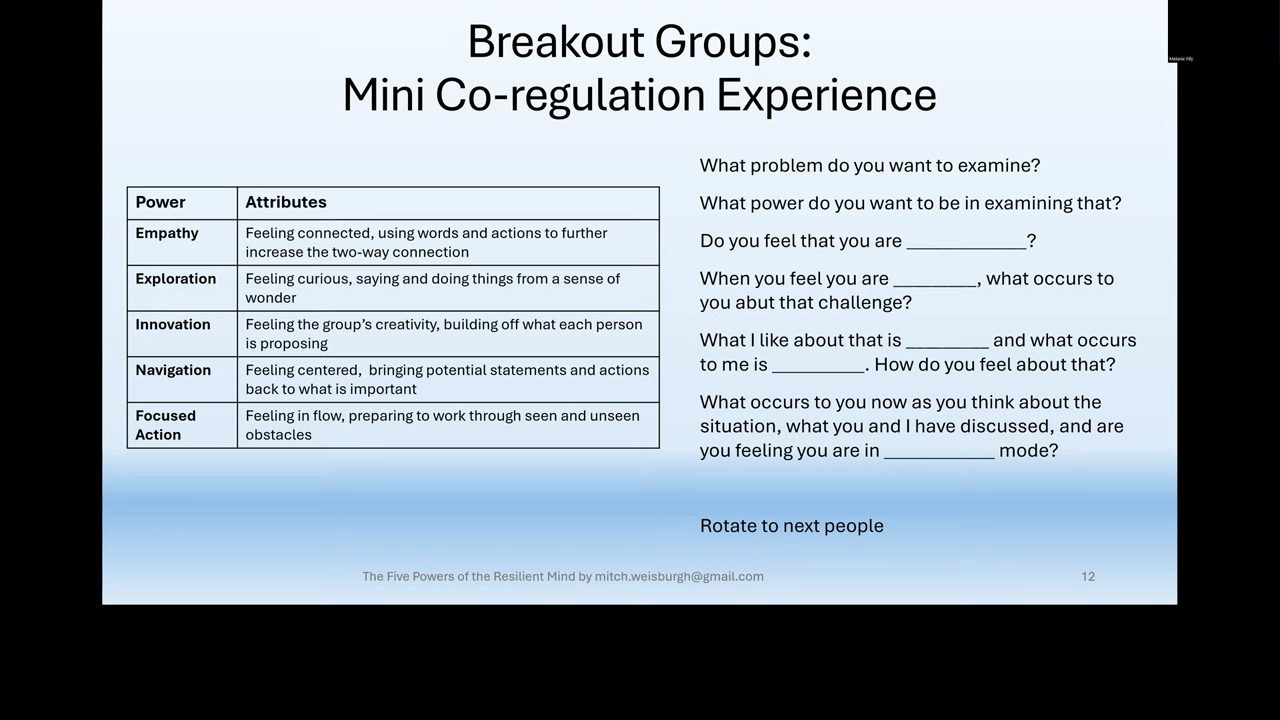 Breakout Groups:
Mini Co-regulation Experience
Melanie Filly
Power Attributes
Empathy Feeling connected, using words and actions to further
increase the two-way connection
Exploration Feeling curious, saying and doing things from a sense of
wonder
Innovation Feeling the group’s creativity, building off what each person
is proposing
Navigation Feeling centered, bringing potential statements and actions
back to what is important
Focused Feeling in flow, preparing to work through seen and unseen
Action obstacles
What problem do you want to examine?
What power do you want to be in examining that?
Do you feel that you are ____________?
When you feel you are ________, what occurs to
you abut that challenge?
What I like about that is ________ and what occurs
to me is _________. How do you feel about that?
What occurs to you now as you think about the
situation, what you and I have discussed, and are
you feeling you are in ___________ mode?
Rotate to next people
The Five Powers of the Resilient Mind by mitch.weisburgh@gmail.com
12